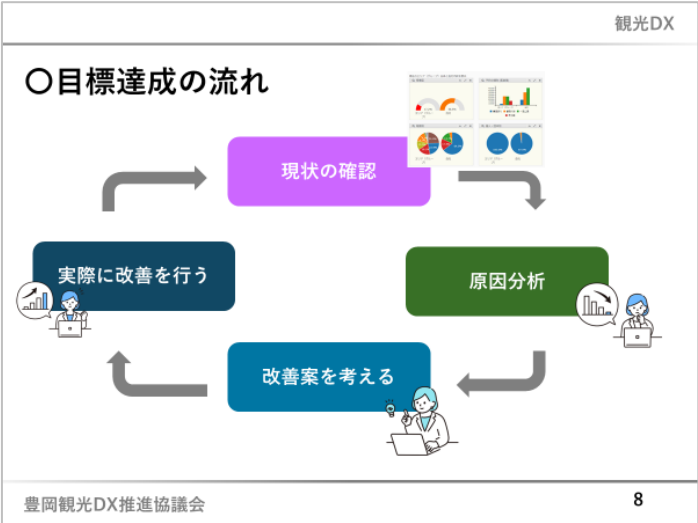 観光DX
〇目標達成の流れ
現状の確認
実際に改善を行う
原因分析
改善案を考える
豊岡観光DX推進協議会
8